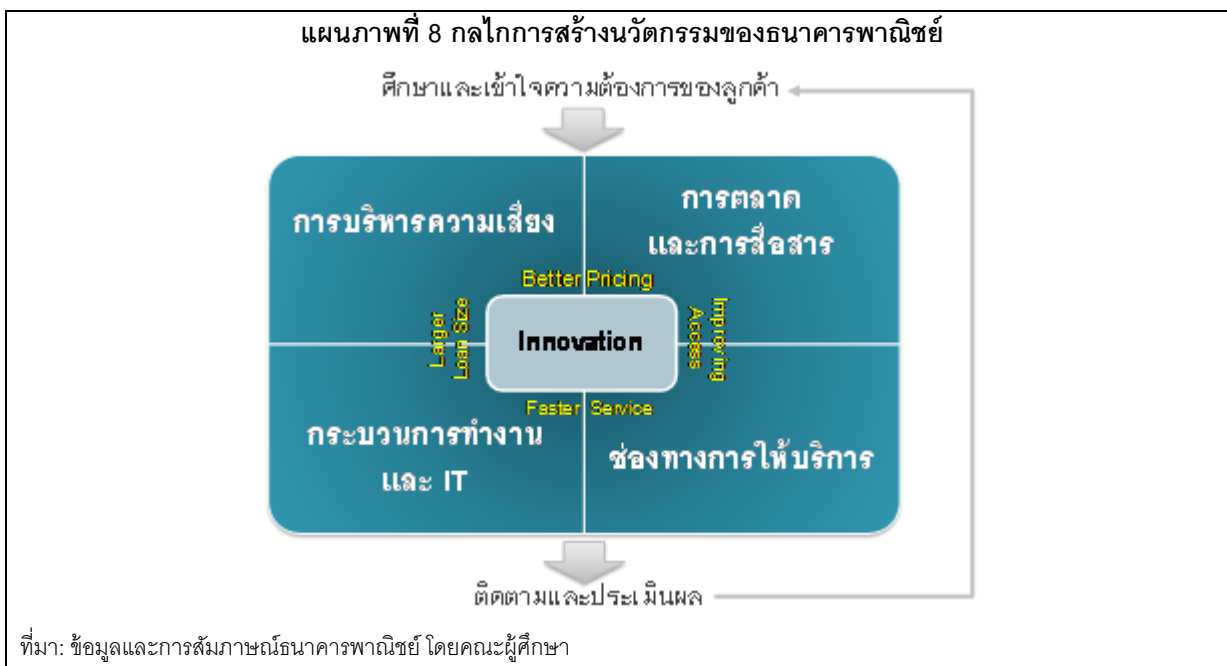 แผนภาพที่ 8 กลไกการสร้างนวัตกรรมของธนาคารพาณิชย์
ศึกษาและเข้าใจความต้องการของลูกค้า
การบริหารความเสี่ยง
การตลาด
และการสื่อสาร
Better Pricing
Larger
Loan Size
Innovation
Improving
Access
Faster Service
กระบวนการทำงาน
และ IT
ช่องทางการให้บริการ
ติดตามและประเมินผล
ที่มา: ข้อมูลและการสัมภาษณ์ธนาคารพาณิชย์ โดยคณะผู้ศึกษา